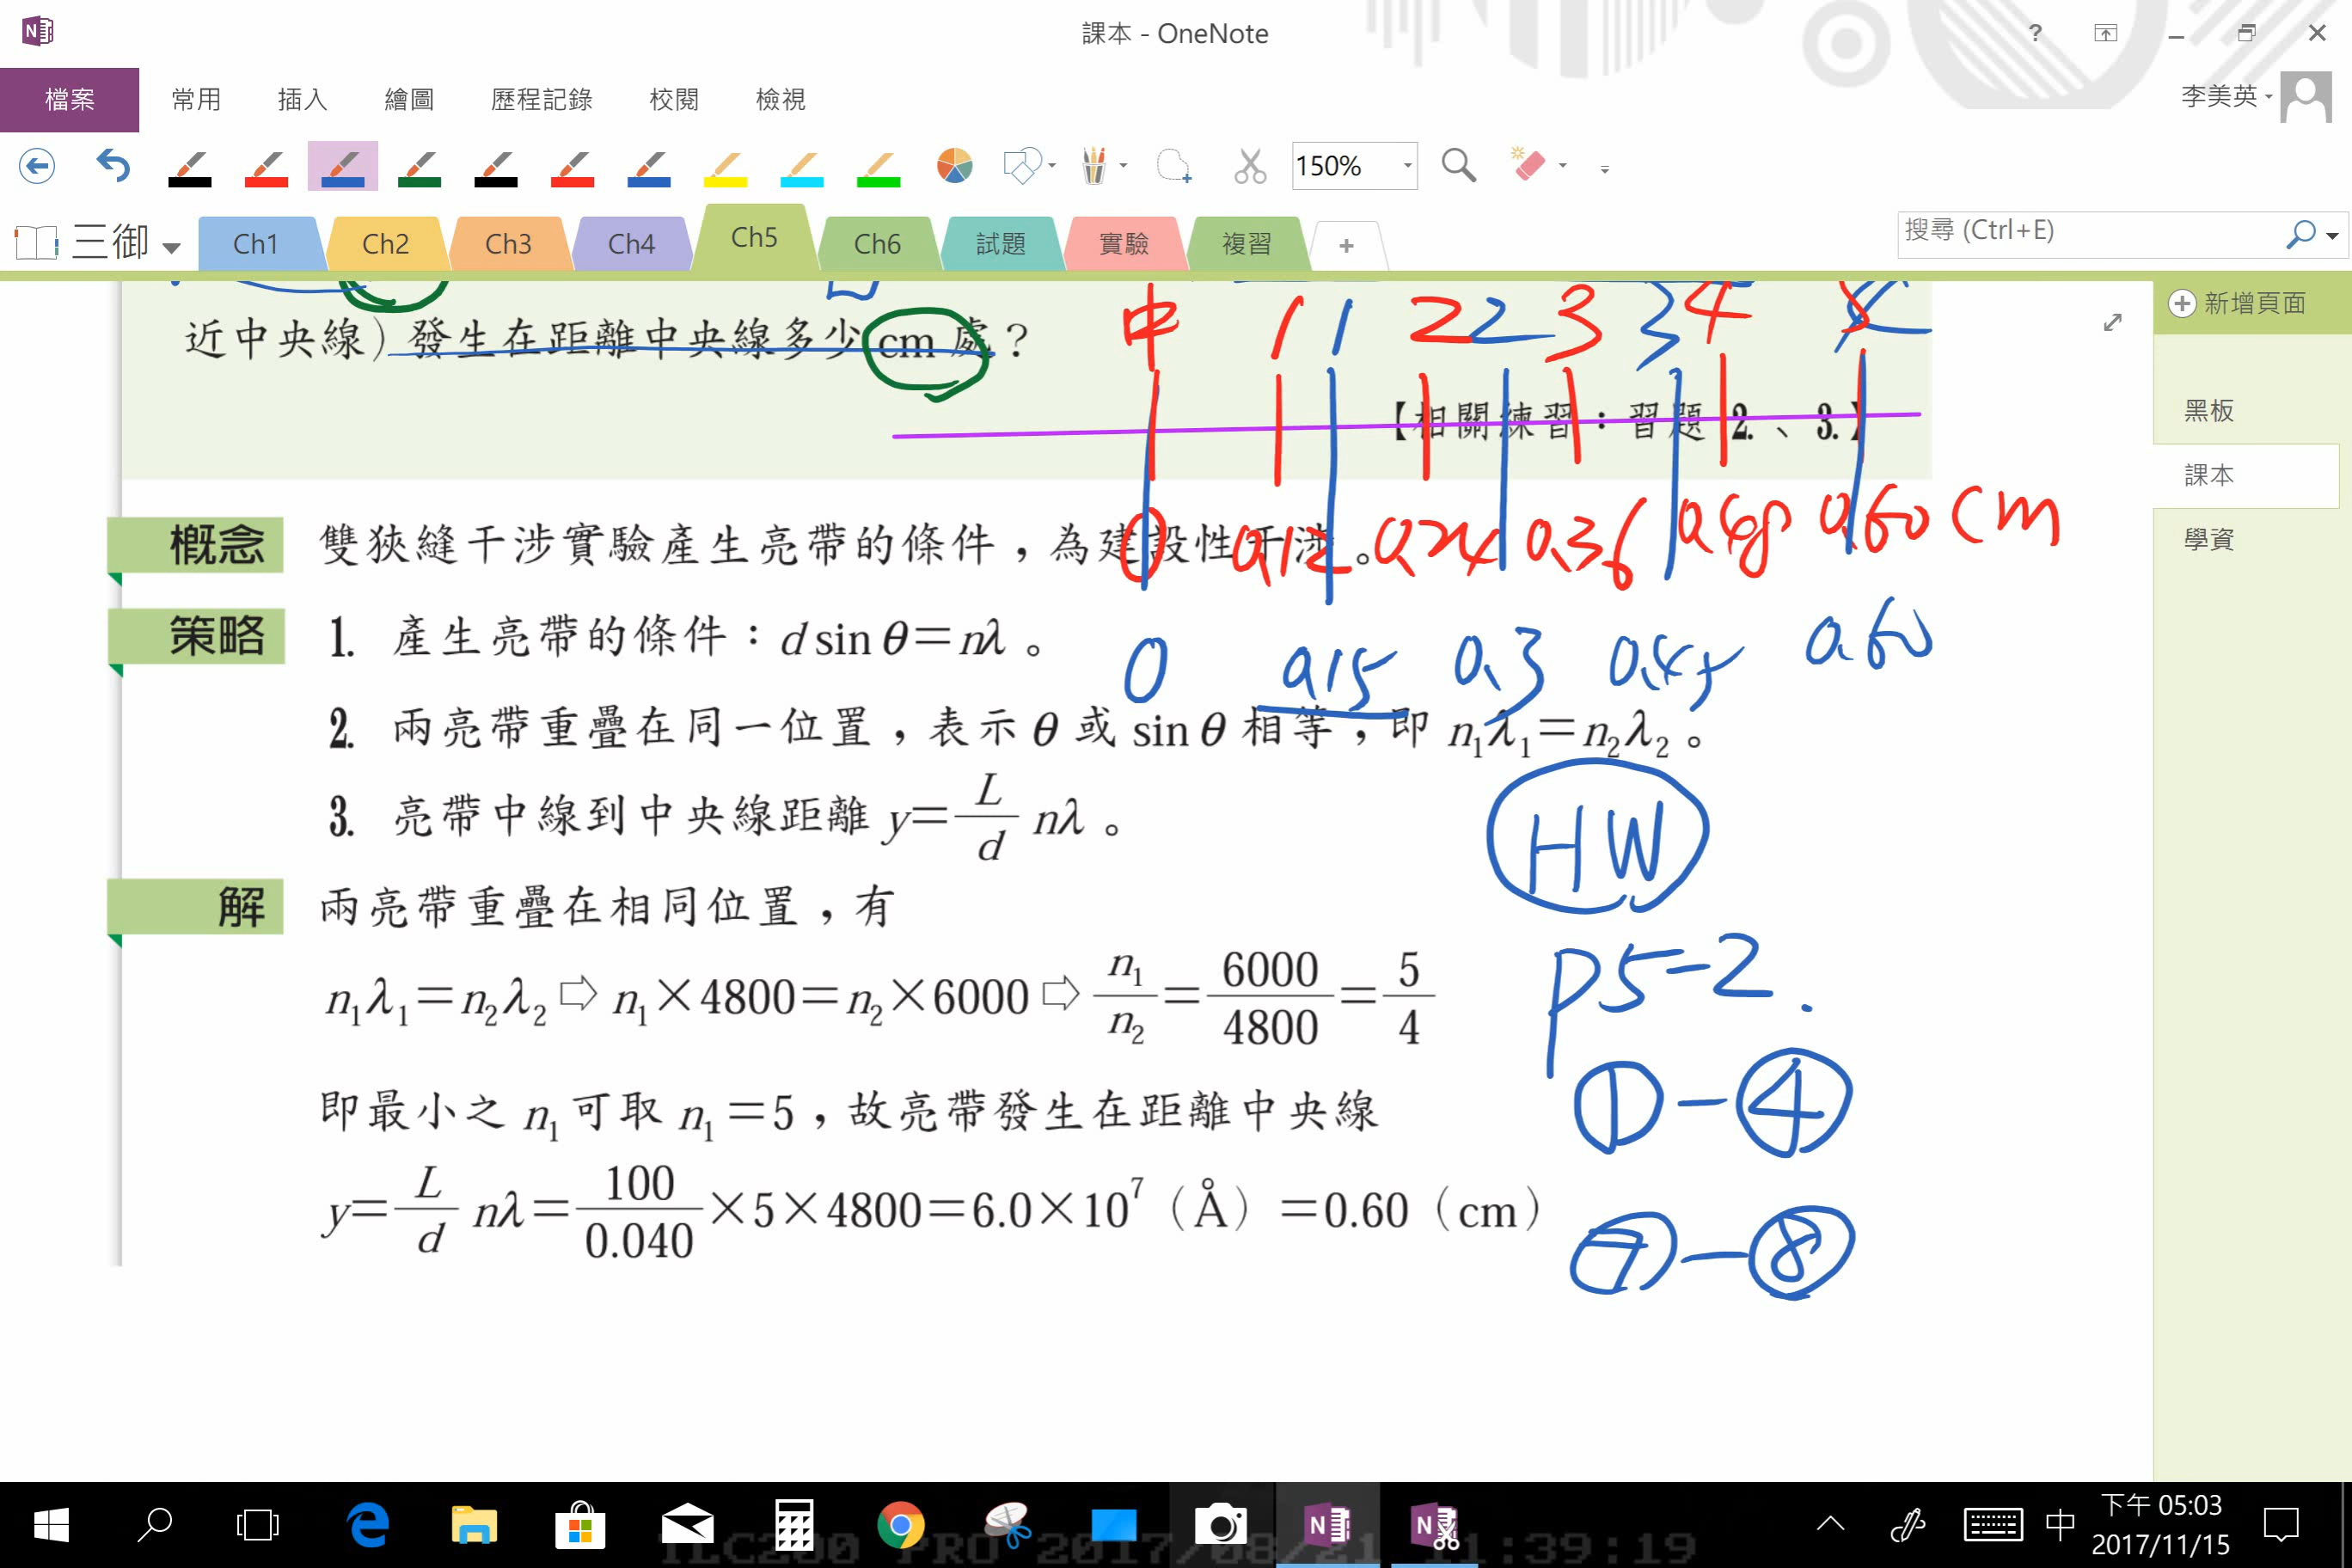 課本 - OneNote
?
檔案 常用 插入 繪圖 歷程記錄 校閱 檢視
李美英
150%
三御 Ch1 Ch2 Ch3 Ch4 Ch5 Ch6 試題 實驗 複習 +
搜尋 (Ctrl+E)
新增頁面
黑板
課本
學資
中 1 1 2 2 3 3 4
近中央線）發生在距離中央線多少 cm 處？
【相關練習：習題 2.、3.】
0 0.12 0.24 0.36 0.48 0.60 cm
概念 雙狹縫干涉實驗產生亮帶的條件，為建設性干涉。
0 0.15 0.3 0.45 0.60
策略 1. 產生亮帶的條件：d sin θ＝nλ。
2. 兩亮帶重疊在同一位置，表示 θ 或 sin θ 相等，即 n₁λ₁＝n₂λ₂。
3. 亮帶中線到中央線距離 y＝L/d nλ。
HW
解 兩亮帶重疊在相同位置，有
n₁λ₁＝n₂λ₂ ⇨ n₁×4800＝n₂×6000 ⇨ n₁/n₂＝6000/4800＝5/4
P5-2.
即最小之 n₁ 可取 n₁＝5，故亮帶發生在距離中央線
①-④
y＝L/d nλ＝100/0.040×5×4800＝6.0×10⁷（Å）＝0.60（cm）
⑦-⑧
中
下午 05:03
2017/11/15
ILC200 PRO 2017/08/21 11:39:19